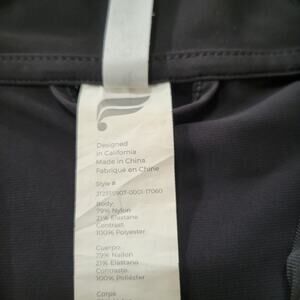 Designed
in California
Made in China
Fabriqué en Chine
Style #
Body:
79% Nylon
21% Elastane
Contrast:
100% Polyester
Cuerpo:
79% Nailon
21% Elastano
Contraste:
100% Poliéster
Corps